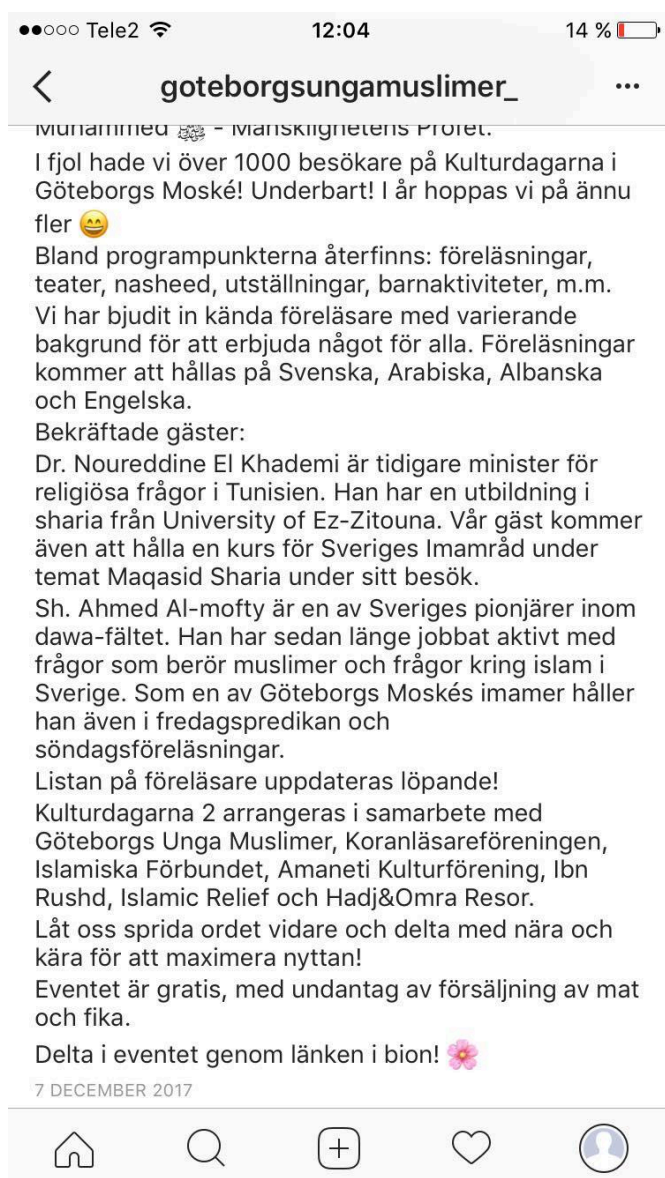 ●●○○○ Tele2 12:04 14 %
goteborgsungamuslimer_
Muhammed ﷺ - Mänsklighetens Profet.
I fjol hade vi över 1000 besökare på Kulturdagarna i
Göteborgs Moské! Underbart! I år hoppas vi på ännu
fler 😄
Bland programpunkterna återfinns: föreläsningar,
teater, nasheed, utställningar, barnaktiviteter, m.m.
Vi har bjudit in kända föreläsare med varierande
bakgrund för att erbjuda något för alla. Föreläsningar
kommer att hållas på Svenska, Arabiska, Albanska
och Engelska.
Bekräftade gäster:
Dr. Noureddine El Khademi är tidigare minister för
religiösa frågor i Tunisien. Han har en utbildning i
sharia från University of Ez-Zitouna. Vår gäst kommer
även att hålla en kurs för Sveriges Imamråd under
temat Maqasid Sharia under sitt besök.
Sh. Ahmed Al-mofty är en av Sveriges pionjärer inom
dawa-fältet. Han har sedan länge jobbat aktivt med
frågor som berör muslimer och frågor kring islam i
Sverige. Som en av Göteborgs Moskés imamer håller
han även i fredagspredikan och
söndagsföreläsningar.
Listan på föreläsare uppdateras löpande!
Kulturdagarna 2 arrangeras i samarbete med
Göteborgs Unga Muslimer, Koranläsareföreningen,
Islamiska Förbundet, Amaneti Kulturförening, Ibn
Rushd, Islamic Relief och Hadj&Omra Resor.
Låt oss sprida ordet vidare och delta med nära och
kära för att maximera nyttan!
Eventet är gratis, med undantag av försäljning av mat
och fika.
Delta i eventet genom länken i bion! 🌸
7 DECEMBER 2017